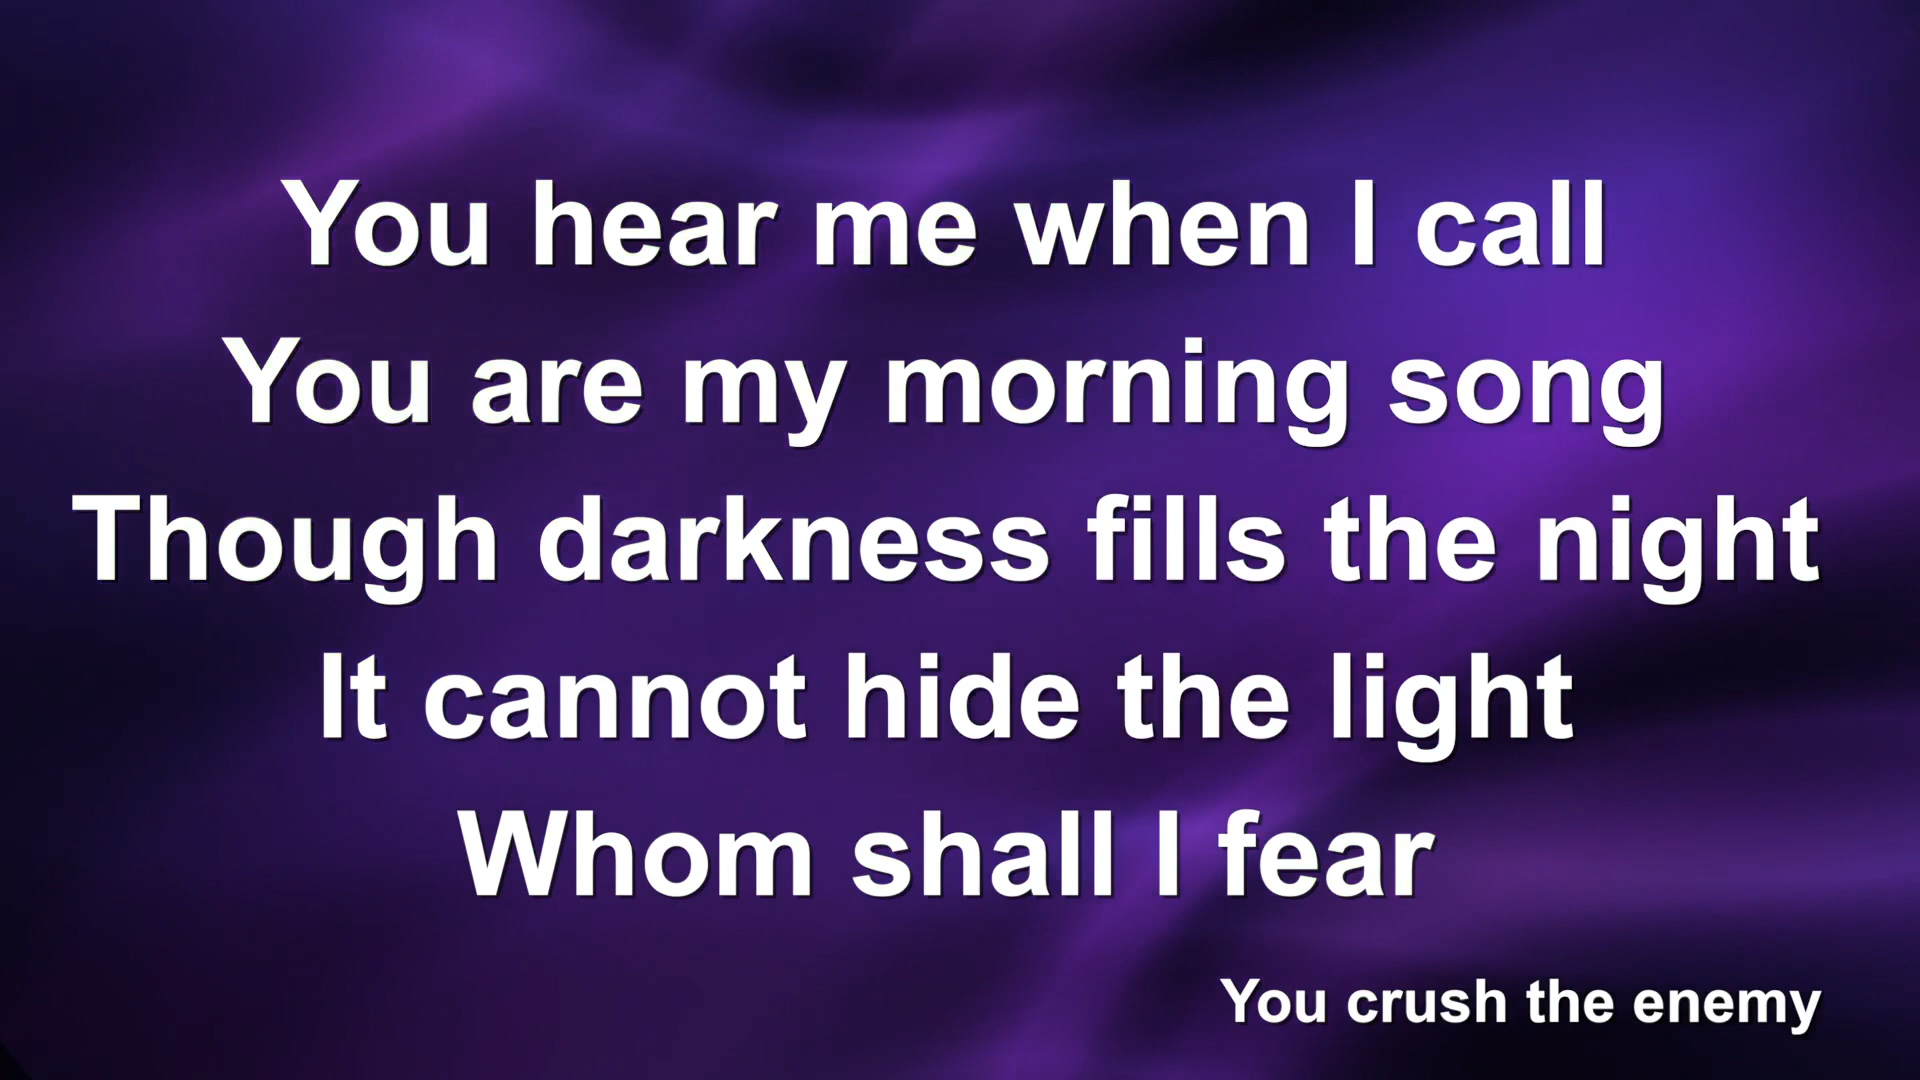 You hear me when I call
You are my morning song
Though darkness fills the night
It cannot hide the light
Whom shall I fear
You crush the enemy